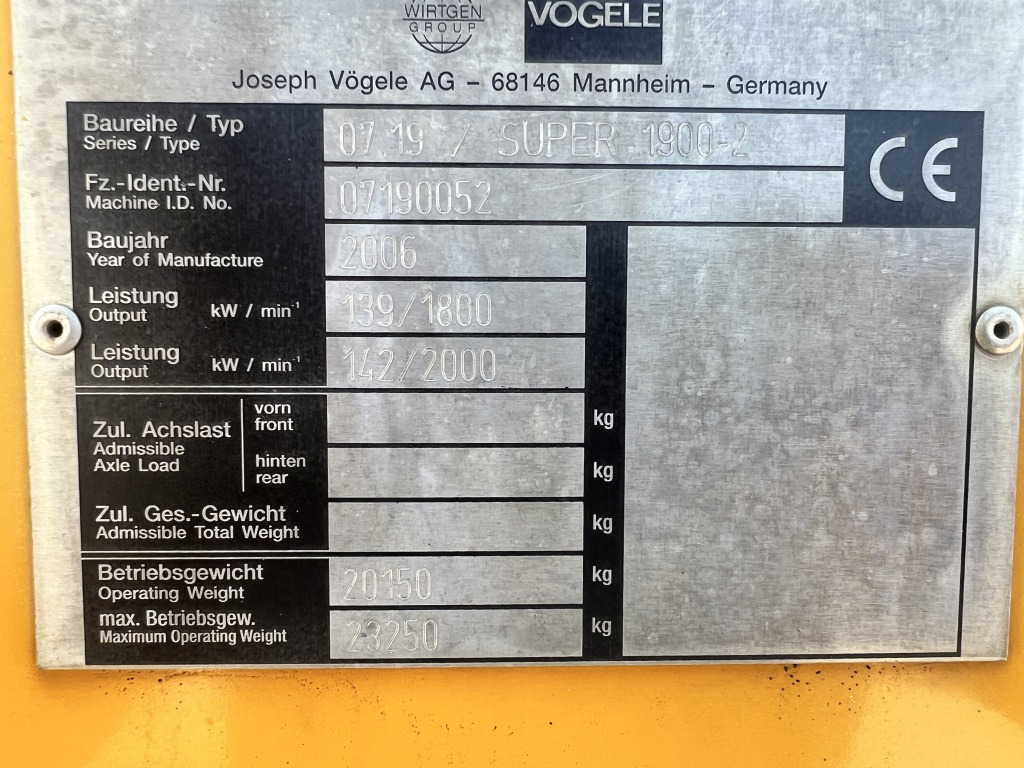 WIRTGEN
GROUP
VÖGELE
Joseph Vögele AG – 68146 Mannheim – Germany
Baureihe / Typ
Series / Type
07.19 / SUPER 1900-2
CE
Fz.-Ident.-Nr.
Machine I.D. No.
07190052
Baujahr
Year of Manufacture
2006
Leistung
Output
kW / min⁻¹
139/1800
Leistung
Output
kW / min⁻¹
142/2000
Zul. Achslast
Admissible
Axle Load
vorn
front
kg
hinten
rear
kg
Zul. Ges.-Gewicht
Admissible Total Weight
kg
Betriebsgewicht
Operating Weight
20150
kg
max. Betriebsgew.
Maximum Operating Weight
23250
kg